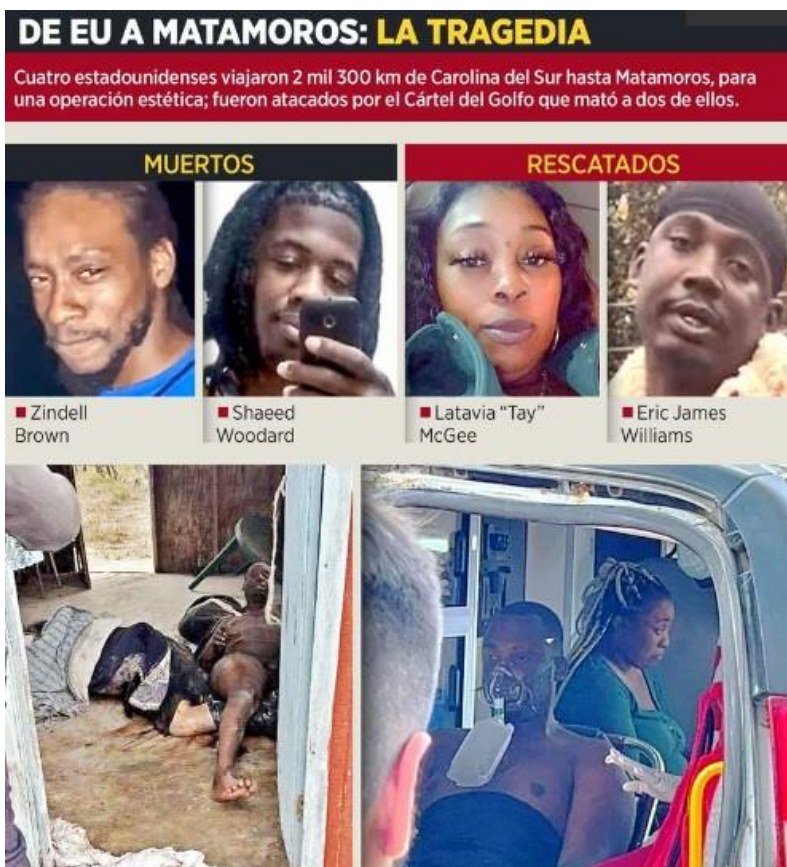 DE EU A MATAMOROS: LA TRAGEDIA
Cuatro estadounidenses viajaron 2 mil 300 km de Carolina del Sur hasta Matamoros, para
una operación estética; fueron atacados por el Cártel del Golfo que mató a dos de ellos.
MUERTOS
RESCATADOS
Zindell
Brown
Shaeed
Woodard
Latavia “Tay”
McGee
Eric James
Williams